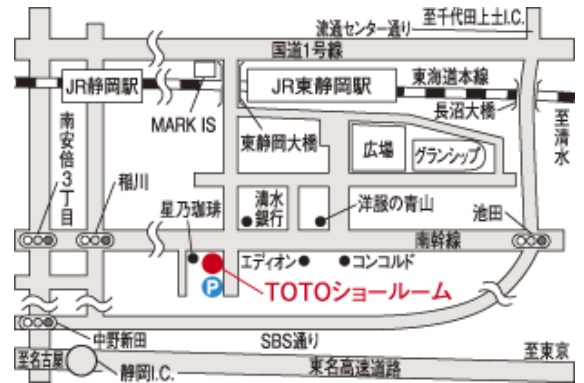 至千代田上土I.C.
流通センター通り
国道1号線
JR静岡駅
JR東静岡駅
東海道本線
MARK IS
東静岡大橋
長沼大橋
至清水
南安倍3丁目
稲川
広場
グランシップ
星乃珈琲
清水
銀行
洋服の青山
池田
南幹線
エディオン
コンコルド
P
TOTOショールーム
中野新田
SBS通り
至名古屋
静岡I.C.
東名高速道路
至東京